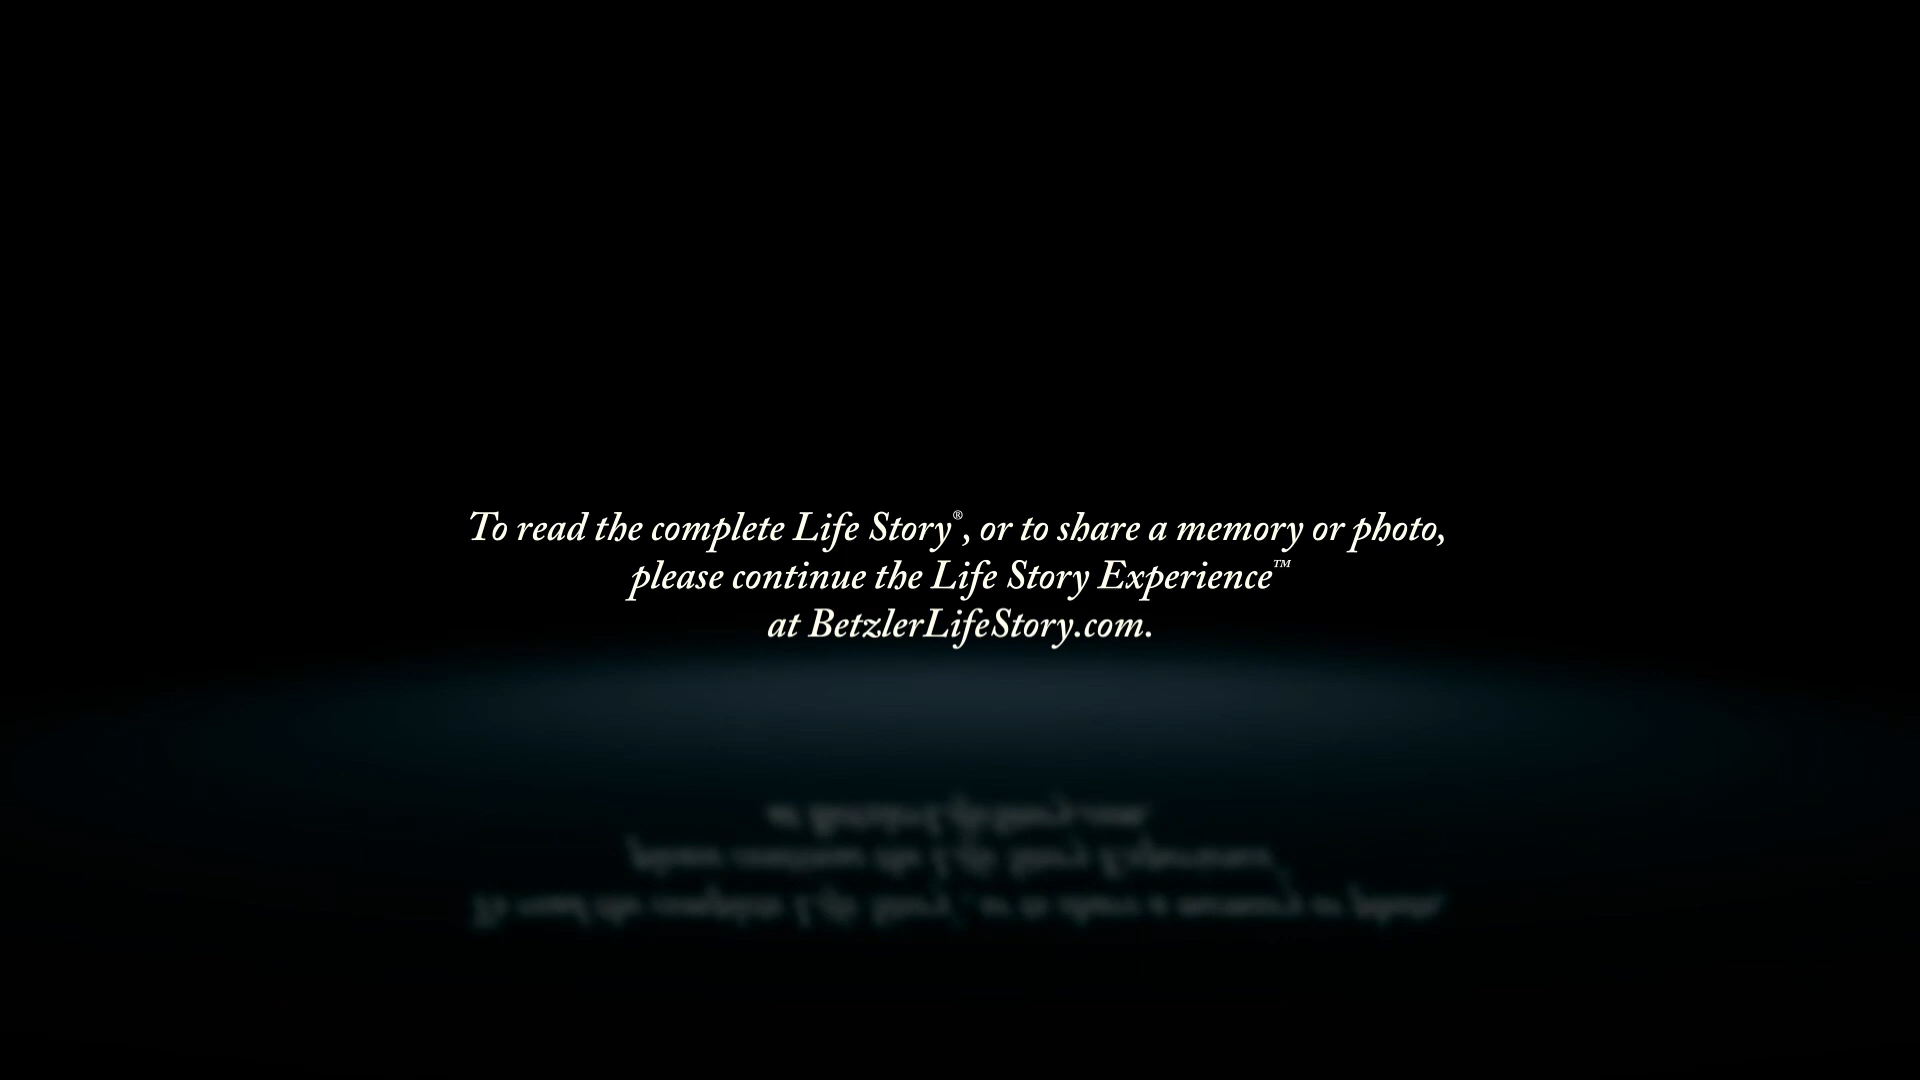 To read the complete Life Story®, or to share a memory or photo,
please continue the Life Story Experience™
at BetzlerLifeStory.com.